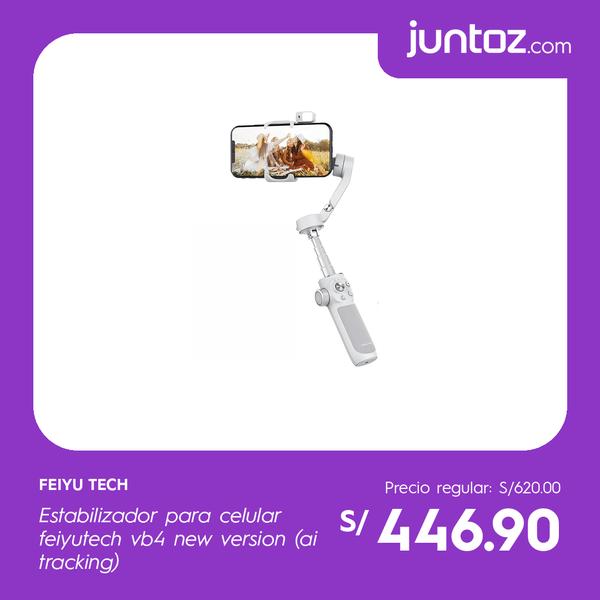 juntoz.com
FEIYU TECH
Estabilizador para celular
feiyutech vb4 new version (ai
tracking)
Precio regular: S/620.00
S/ 446.90